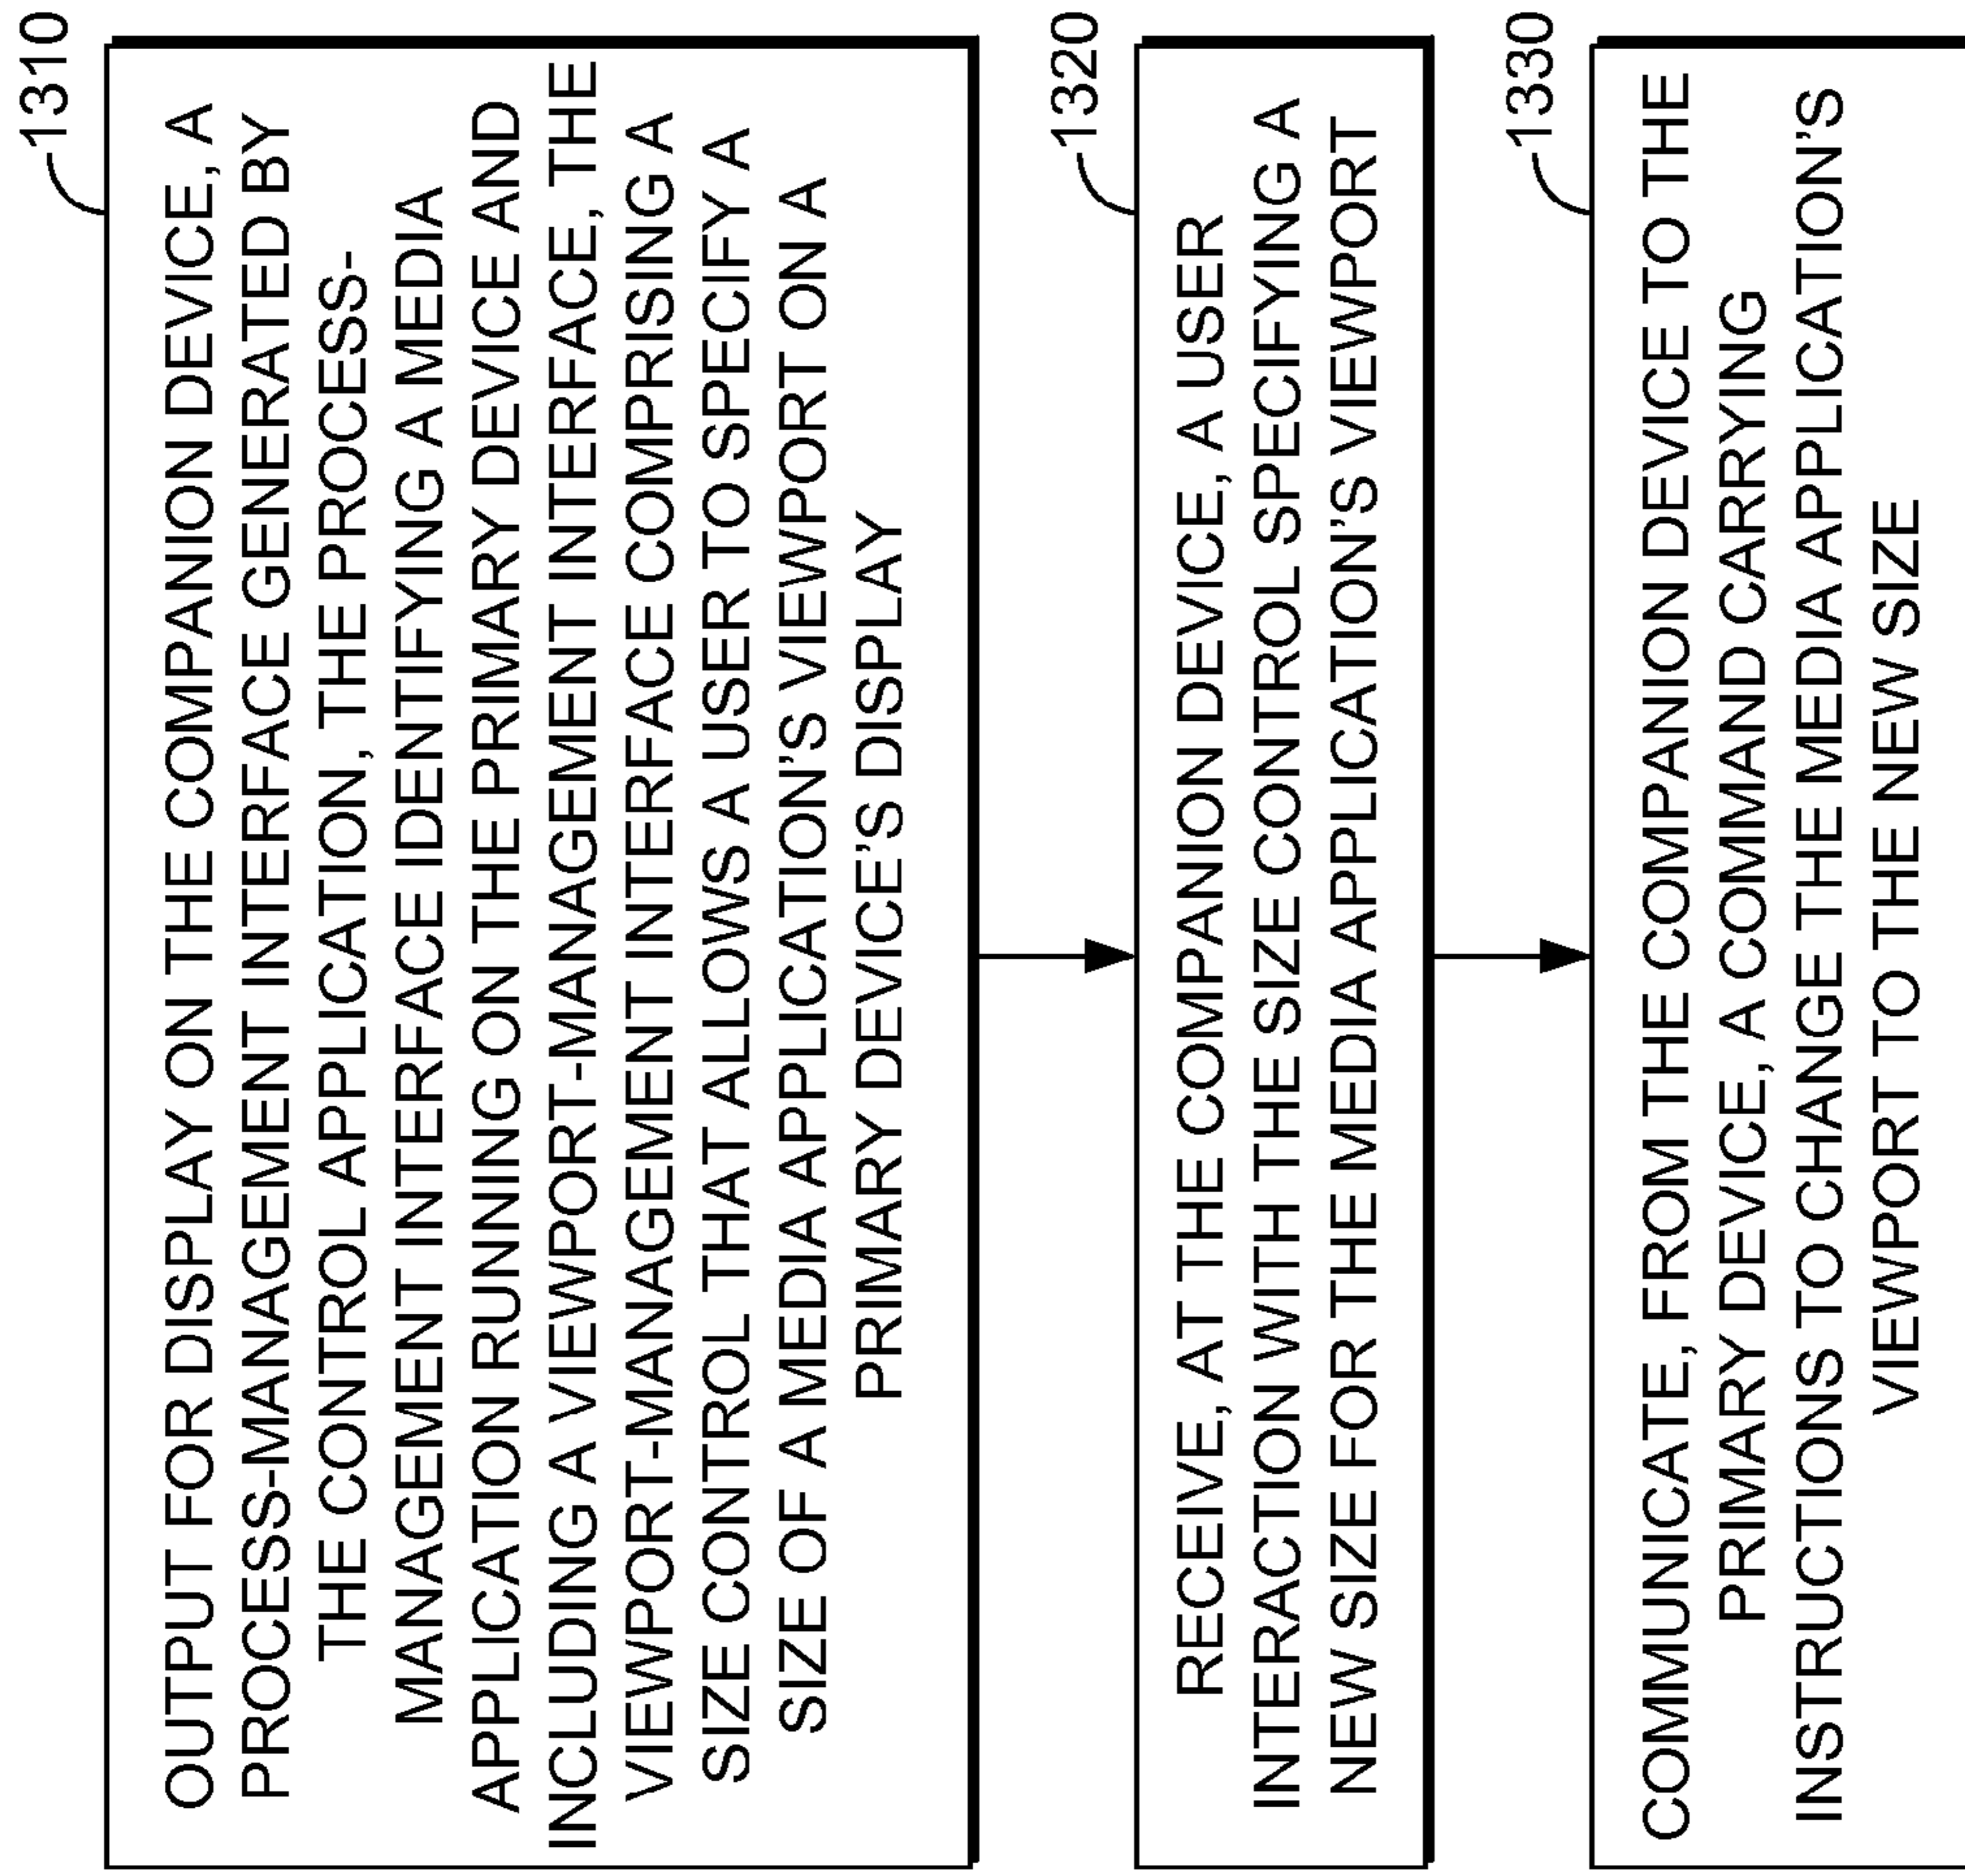 1310
OUTPUT FOR DISPLAY ON THE COMPANION DEVICE, A
PROCESS-MANAGEMENT INTERFACE GENERATED BY
THE CONTROL APPLICATION, THE PROCESS-
MANAGEMENT INTERFACE IDENTIFYING A MEDIA
APPLICATION RUNNING ON THE PRIMARY DEVICE AND
INCLUDING A VIEWPORT-MANAGEMENT INTERFACE, THE
VIEWPORT-MANAGEMENT INTERFACE COMPRISING A
SIZE CONTROL THAT ALLOWS A USER TO SPECIFY A
SIZE OF A MEDIA APPLICATION'S VIEWPORT ON A
PRIMARY DEVICE'S DISPLAY
1320
RECEIVE, AT THE COMPANION DEVICE, A USER
INTERACTION WITH THE SIZE CONTROL SPECIFYING A
NEW SIZE FOR THE MEDIA APPLICATION'S VIEWPORT
1330
COMMUNICATE, FROM THE COMPANION DEVICE TO THE
PRIMARY DEVICE, A COMMAND CARRYING
INSTRUCTIONS TO CHANGE THE MEDIA APPLICATION'S
VIEWPORT TO THE NEW SIZE